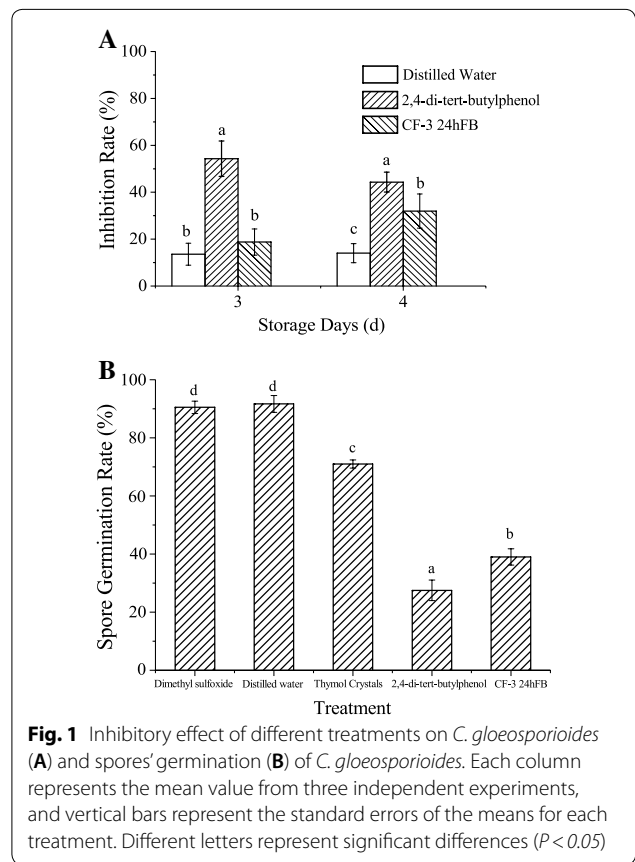 A
100
80
60
40
20
0
Inhibition Rate (%)
Distilled Water
2,4-di-tert-butylphenol
CF-3 24hFB
b
a
b
c
a
b
3
4
Storage Days (d)
B
100
80
60
40
20
0
Spore Germination Rate (%)
d
d
c
a
b
Dimethyl sulfoxide
Distilled water
Thymol Crystals
2,4-di-tert-butylphenol
CF-3 24hFB
Treatment
Fig. 1 Inhibitory effect of different treatments on C. gloeosporioides
(A) and spores' germination (B) of C. gloeosporioides. Each column
represents the mean value from three independent experiments,
and vertical bars represent the standard errors of the means for each
treatment. Different letters represent significant differences (P < 0.05)